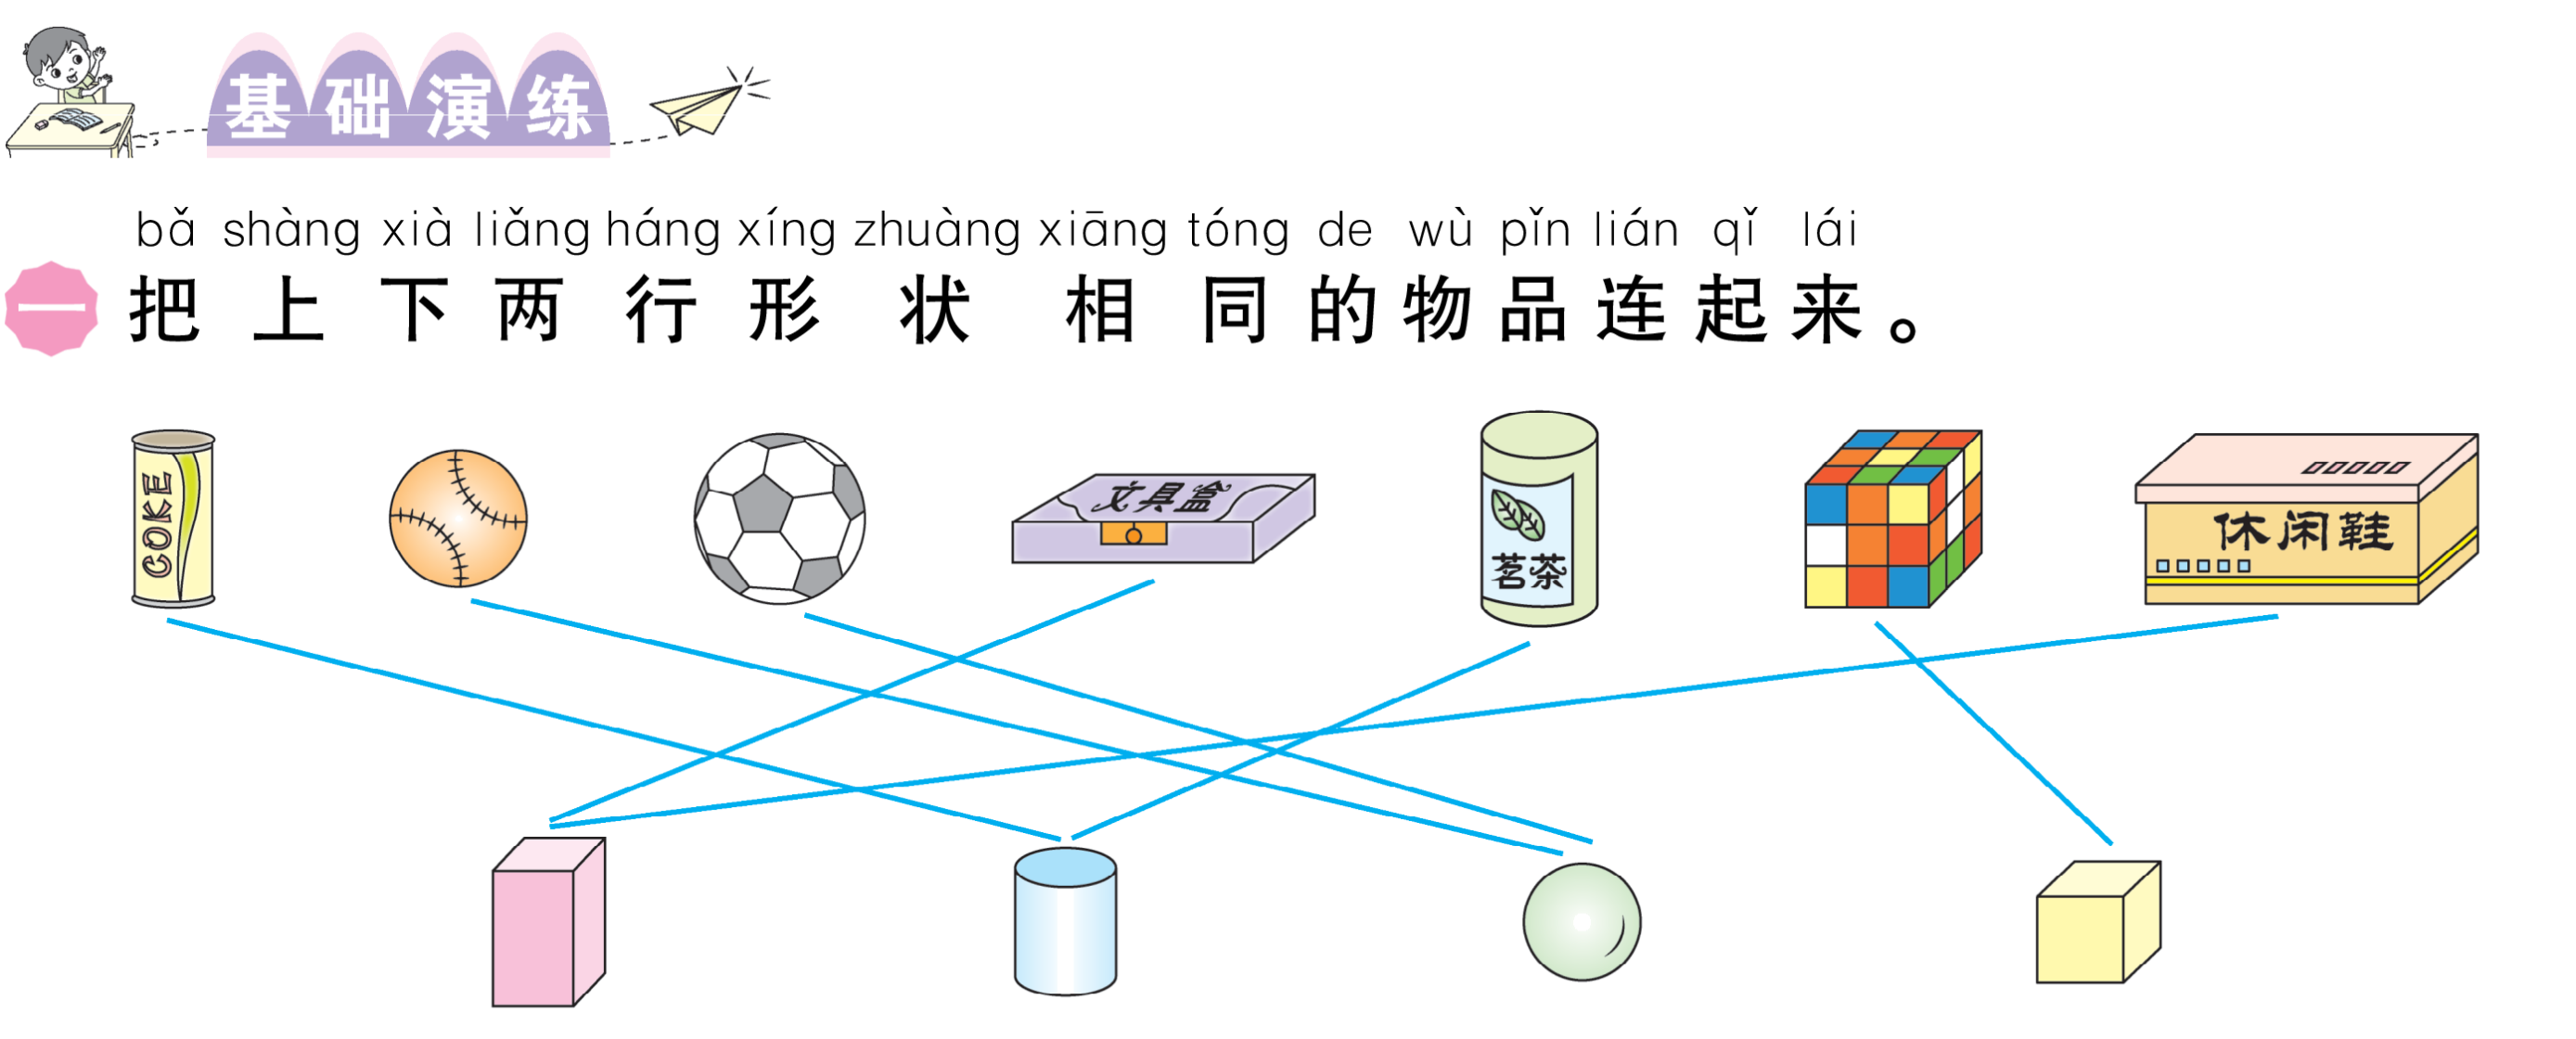 基础演练
bǎ shàng xià liǎng háng xíng zhuàng xiāng tóng de wù pǐn lián qǐ lái
一 把上下两行形状相同的物品连起来。
COKE
文具盒
茗茶
休闲鞋